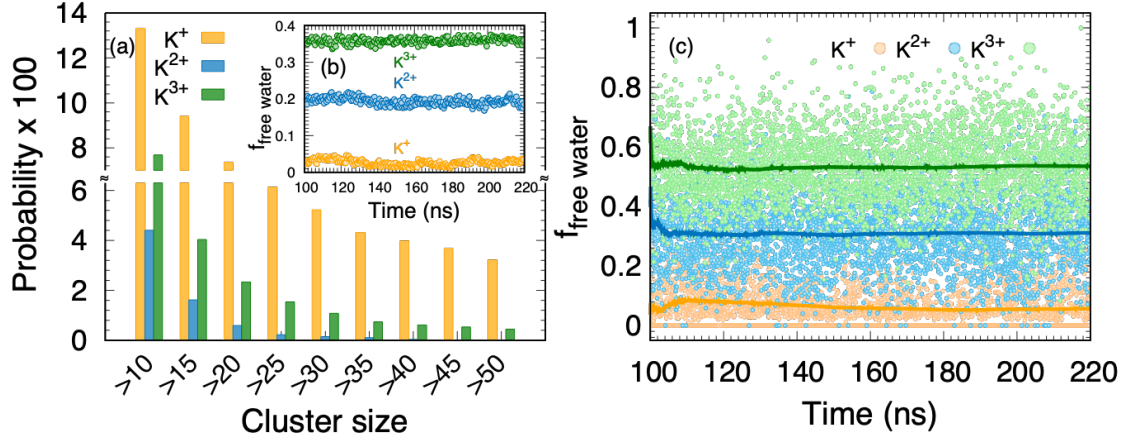 (a)
K+
K2+
K3+
14
12
10
8
6
4
2
0
Probability x 100
≈
≈
>10
>15
>20
>25
>30
>35
>40
>45
>50
Cluster size
(b)
0.4
0.3
0.2
0.1
0
f free water
K3+
K2+
K+
100 120 140 160 180 200 220
Time (ns)
(c)
K+ K2+ K3+
1
0.8
0.6
0.4
0.2
0
f free water
100 120 140 160 180 200 220
Time (ns)